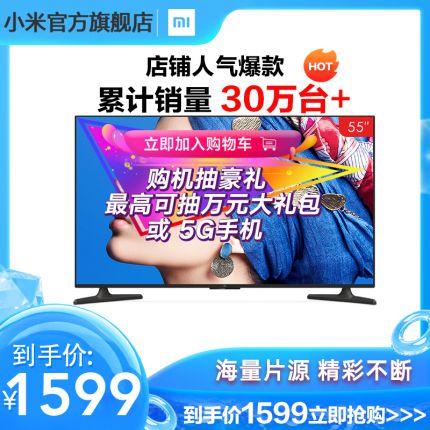 小米官方旗舰店 mi
店铺人气爆款 HOT
累计销量 30万台+
55"
立即加入购物车
购机抽豪礼
最高可抽万元大礼包
或 5G手机
到手价:
¥1599
海量片源 精彩不断
到手价1599立即抢购>>>